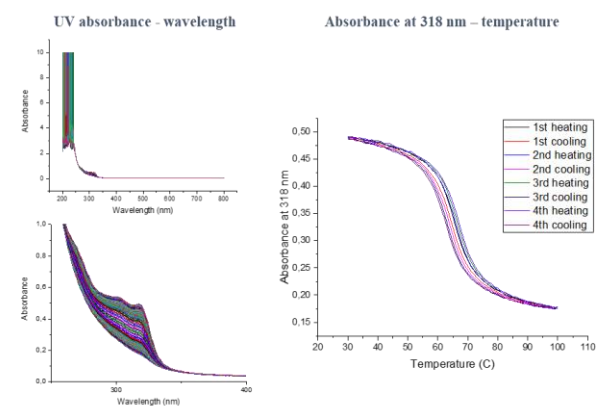 UV absorbance - wavelength
Absorbance at 318 nm – temperature
10
8
6
4
2
0
Absorbance
200 300 400 500 600 700 800
Wavelength (nm)
1,0
0,8
0,6
0,4
0,2
0,0
Absorbance
300 400
Wavelength (nm)
0,50
0,45
0,40
0,35
0,30
0,25
0,20
0,15
Absorbance at 318 nm
20 30 40 50 60 70 80 90 100 110
Temperature (C)
1st heating
1st cooling
2nd heating
2nd cooling
3rd heating
3rd cooling
4th heating
4th cooling